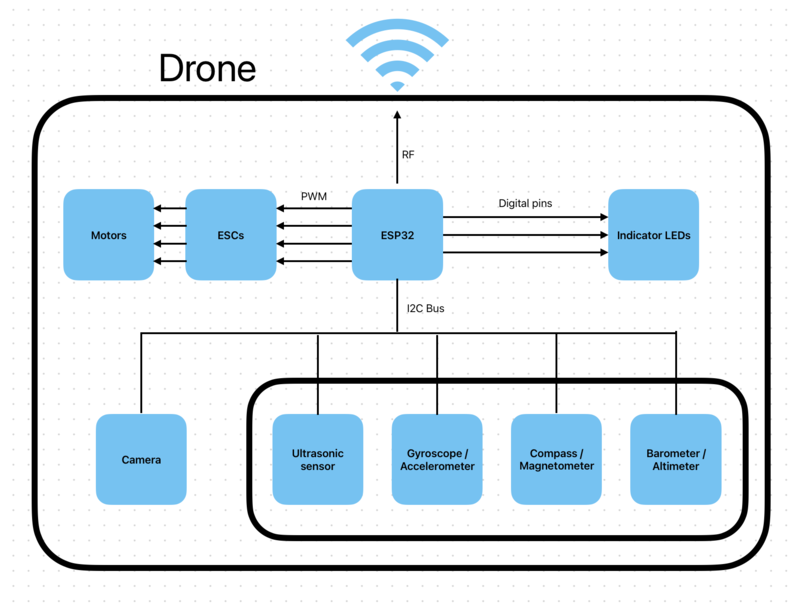 Drone
RF
PWM
Digital pins
Motors
ESCs
ESP32
Indicator LEDs
I2C Bus
Camera
Ultrasonic
sensor
Gyroscope /
Accelerometer
Compass /
Magnetometer
Barometer /
Altimeter